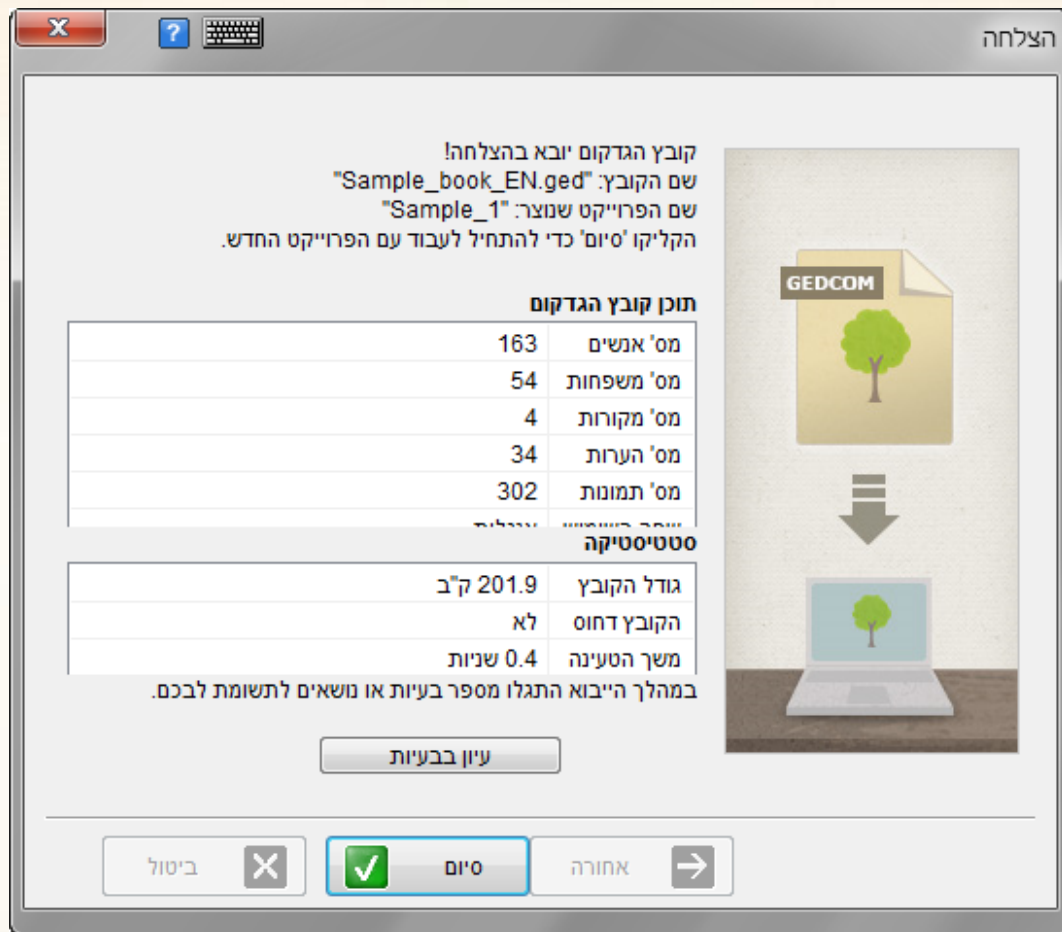 הצלחה
קובץ הגדקום יובא בהצלחה!
שם הקובץ: "Sample_book_EN.ged"
שם הפרוייקט שנוצר: "Sample_1"
הקליקו 'סיום' כדי להתחיל לעבוד עם הפרוייקט החדש.
GEDCOM
תוכן קובץ הגדקום
מס' אנשים 163
מס' משפחות 54
מס' מקורות 4
מס' הערות 34
מס' תמונות 302
סטטיסטיקה
גודל הקובץ 201.9 ק"ב
הקובץ דחוס לא
משך הטעינה 0.4 שניות
במהלך הייבוא התגלו מספר בעיות או נושאים לתשומת לבכם.
עיון בבעיות
אחורה
סיום
ביטול